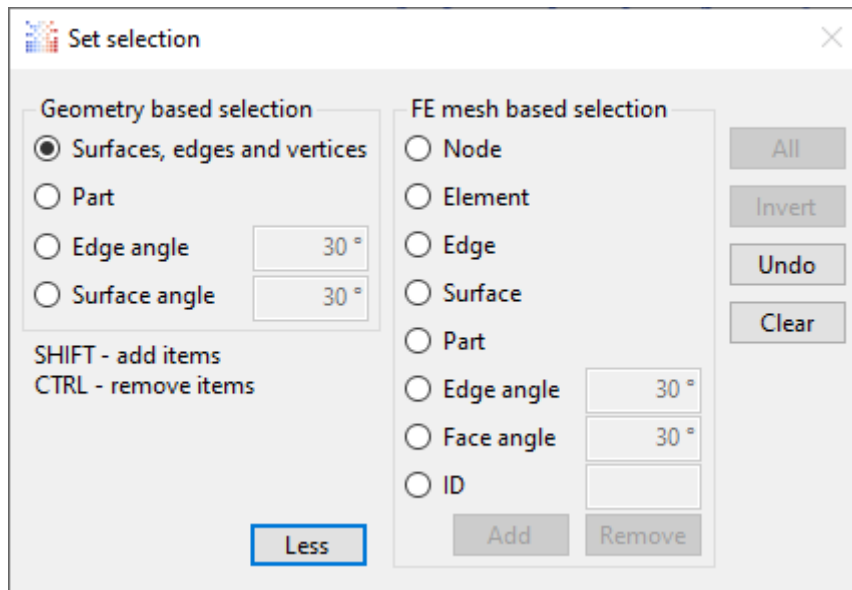 Set selection
Geometry based selection
Surfaces, edges and vertices
Part
Edge angle 30 °
Surface angle 30 °
SHIFT - add items
CTRL - remove items
Less
FE mesh based selection
Node
Element
Edge
Surface
Part
Edge angle 30 °
Face angle 30 °
ID
Add Remove
All
Invert
Undo
Clear